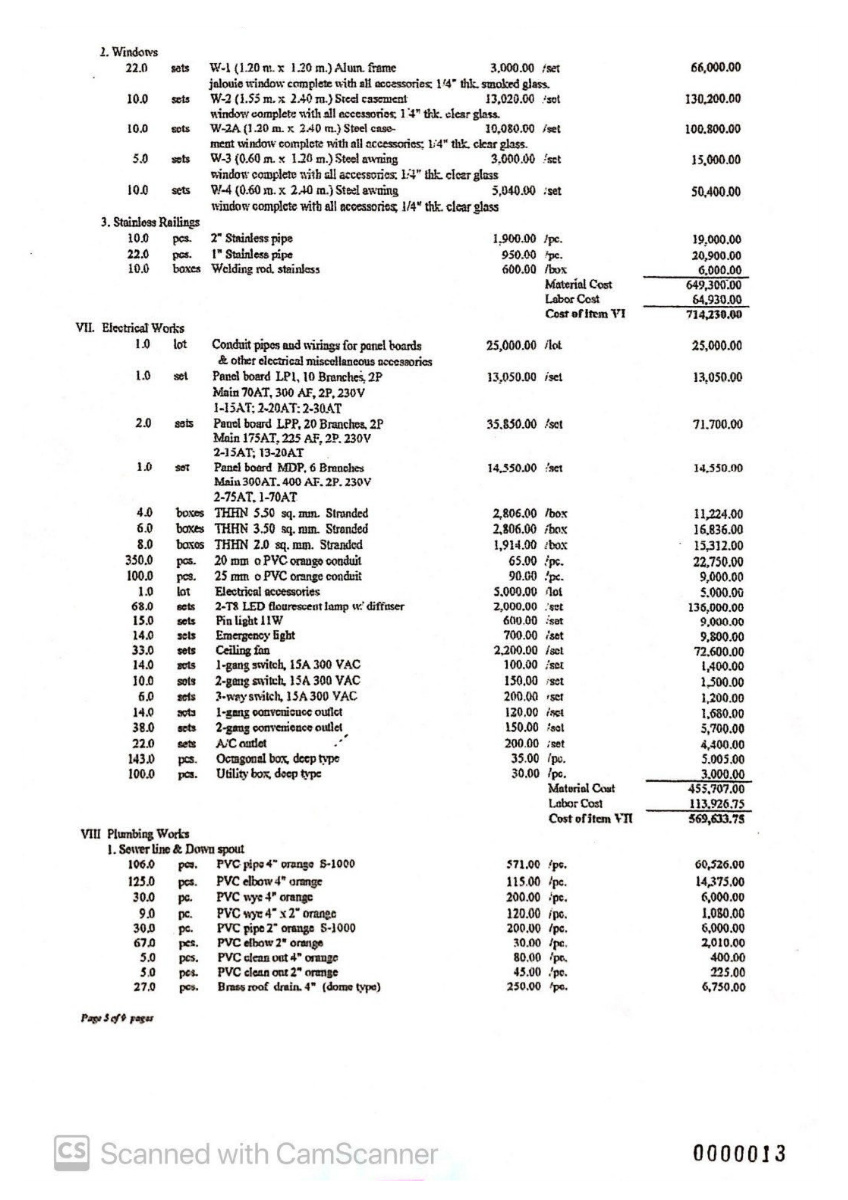 2. Windows
22.0 sets W-1 (1.20 m. x 1.20 m.) Alum. frame 3,000.00 /set 66,000.00
jalousie window complete with all accessories; 1/4" thk. smoked glass.
10.0 sets W-2 (1.55 m. x 2.40 m.) Steel casement 13,020.00 /set 130,200.00
window complete with all accessories; 1/4" thk. clear glass.
10.0 sets W-2A (1.20 m. x 2.40 m.) Steel case- 10,080.00 /set 100.800.00
ment window complete with all accessories; 1/4" thk. clear glass.
5.0 sets W-3 (0.60 m. x 1.20 m.) Steel awning 3,000.00 /set 15,000.00
window complete with all accessories; 1/4" thk. clear glass
10.0 sets W-4 (0.60 m. x 2.40 m.) Steel awning 5,040.00 /set 50,400.00
window complete with all accessories; 1/4" thk. clear glass
3. Stainless Railings
10.0 pcs. 2" Stainless pipe 1,900.00 /pc. 19,000.00
22.0 pcs. 1" Stainless pipe 950.00 /pc. 20,900.00
10.0 boxes Welding rod, stainless 600.00 /box 6,000.00
Material Cost 649,300.00
Labor Cost 64,930.00
Cost of item VI 714,230.00
VII. Electrical Works
1.0 lot Conduit pipes and wirings for panel boards 25,000.00 /lot 25,000.00
& other electrical miscellaneous accessories
1.0 set Panel board LP1, 10 Branches, 2P 13,050.00 /set 13,050.00
Main 70AT, 300 AF, 2P, 230V
1-15AT; 2-20AT; 2-30AT
2.0 sets Panel board LPP, 20 Branches, 2P 35.850.00 /set 71.700.00
Main 175AT, 225 AF, 2P. 230V
2-15AT; 13-20AT
1.0 set Panel board MDP, 6 Branches 14,550.00 /set 14,550.00
Main 300AT. 400 AF. 2P. 230V
2-75AT, 1-70AT
4.0 boxes THHN 5.50 sq. mm. Stranded 2,806.00 /box 11,224.00
6.0 boxes THHN 3.50 sq. mm. Stranded 2,806.00 /box 16,836.00
8.0 boxes THHN 2.0 sq. mm. Stranded 1,914.00 /box 15,312.00
350.0 pcs. 20 mm o PVC orange conduit 65.00 /pc. 22,750.00
100.0 pcs. 25 mm o PVC orange conduit 90.00 /pc. 9,000.00
1.0 lot Electrical accessories 5,000.00 /lot 5.000.00
68.0 sets 2-T8 LED flourescent lamp w/ diffuser 2,000.00 /set 136,000.00
15.0 sets Pin light 11W 600.00 /set 9,000.00
14.0 sets Emergency light 700.00 /set 9,800.00
33.0 sets Ceiling fan 2,200.00 /set 72.600.00
14.0 sets 1-gang switch, 15A 300 VAC 100.00 /set 1,400.00
10.0 sets 2-gang switch, 15A 300 VAC 150.00 /set 1,500.00
6.0 sets 3-way switch, 15A 300 VAC 200.00 /set 1,200.00
14.0 sets 1-gang convenience outlet 120.00 /set 1,680.00
38.0 sets 2-gang convenience outlet 150.00 /set 5,700.00
22.0 sets A/C outlet 200.00 /set 4,400.00
143.0 pcs. Octagonal box, deep type 35.00 /pc. 5.005.00
100.0 pcs. Utility box, deep type 30.00 /pc. 3,000.00
Material Cost 455,707.00
Labor Cost 113,926.75
Cost of item VII 569,633.75
VIII Plumbing Works
1. Sewer line & Down spout
106.0 pcs. PVC pipe 4" orange S-1000 571.00 /pc. 60,526.00
125.0 pcs. PVC elbow 4" orange 115.00 /pc. 14,375.00
30.0 pc. PVC wye 4" orange 200.00 /pc. 6,000.00
9.0 pc. PVC wye 4" x 2" orange 120.00 /pc. 1,080.00
30.0 pc. PVC pipe 2" orange S-1000 200.00 /pc. 6,000.00
67.0 pcs. PVC elbow 2" orange 30.00 /pc. 2,010.00
5.0 pcs. PVC clean out 4" orange 80.00 /pc. 400.00
5.0 pcs. PVC clean out 2" orange 45.00 /pc. 225.00
27.0 pcs. Brass roof drain. 4" (dome type) 250.00 /pc. 6,750.00
Page 5 of 9 pages
CS Scanned with CamScanner
0000013